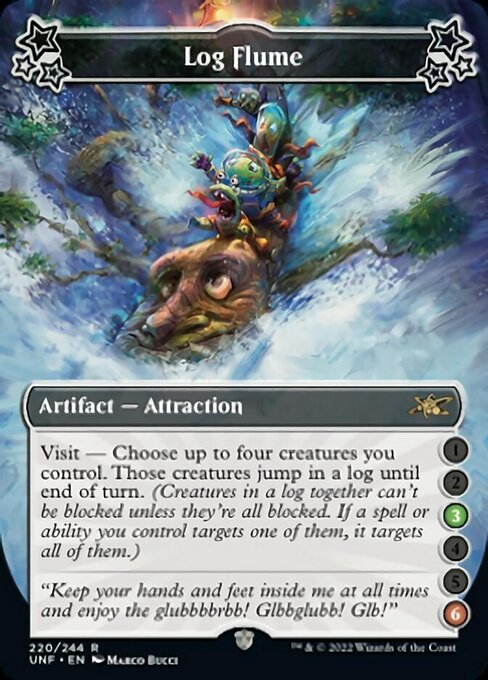 Log Flume
Artifact — Attraction
Visit — Choose up to four creatures you
control. Those creatures jump in a log until
end of turn. (Creatures in a log together can't
be blocked unless they're all blocked. If a spell or
ability you control targets one of them, it targets
all of them.)
"Keep your hands and feet inside me at all times
and enjoy the glubbbbrbb! Glbbglubb! Glb!"
1
2
3
4
5
6
220/244 R
UNF • EN Marco Bucci
™ & © 2022 Wizards of the Coast